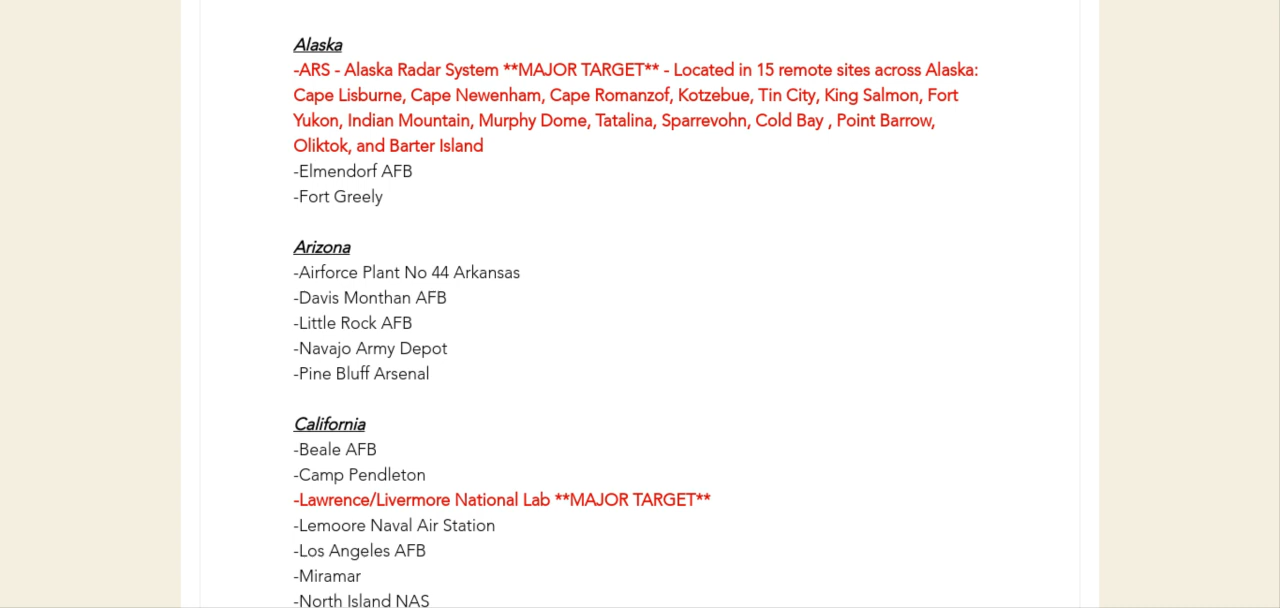 Alaska
-ARS - Alaska Radar System **MAJOR TARGET** - Located in 15 remote sites across Alaska:
Cape Lisburne, Cape Newenham, Cape Romanzof, Kotzebue, Tin City, King Salmon, Fort
Yukon, Indian Mountain, Murphy Dome, Tatalina, Sparrevohn, Cold Bay , Point Barrow,
Oliktok, and Barter Island
-Elmendorf AFB
-Fort Greely
Arizona
-Airforce Plant No 44 Arkansas
-Davis Monthan AFB
-Little Rock AFB
-Navajo Army Depot
-Pine Bluff Arsenal
California
-Beale AFB
-Camp Pendleton
-Lawrence/Livermore National Lab **MAJOR TARGET**
-Lemoore Naval Air Station
-Los Angeles AFB
-Miramar
-North Island NAS